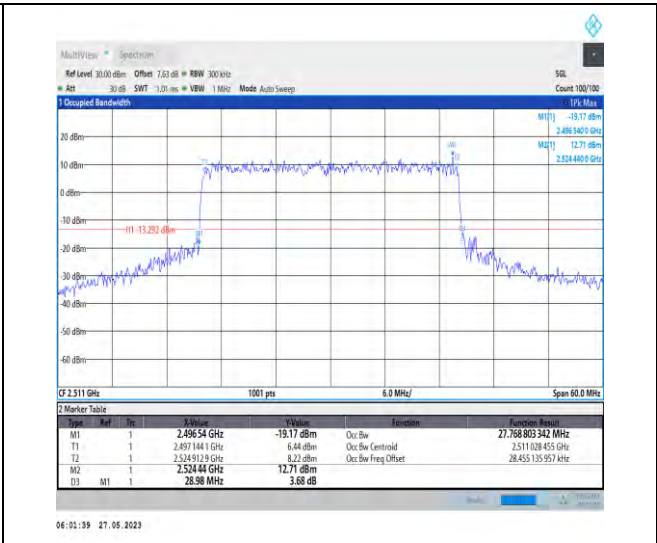 MultiView Spectrum
Ref Level 30.00 dBm Offset 7.63 dB RBW 300 kHz SGL
Att 30 dB SWT 1.01 ms VBW 1 MHz Mode Auto Sweep Count 100/100
1 Occupied Bandwidth 1Pk Max
M1[1] -19.17 dBm
2.496 540 0 GHz
M2[1] 12.71 dBm
2.524 440 0 GHz
20 dBm
10 dBm
0 dBm
-10 dBm
H1 -13.292 dBm
-20 dBm
-30 dBm
-40 dBm
-50 dBm
-60 dBm
M2
T1
T2
M1
D3
CF 2.511 GHz 1001 pts 6.0 MHz/ Span 60.0 MHz
2 Marker Table
Type Ref Trc X-Value Y-Value Function Function Result
M1 1 2.496 54 GHz -19.17 dBm Occ Bw 27.768 803 342 MHz
T1 1 2.497 144 1 GHz 6.44 dBm Occ Bw Centroid 2.511 028 455 GHz
T2 1 2.524 912 9 GHz 8.22 dBm Occ Bw Freq Offset 28.455 135 957 kHz
M2 1 2.524 44 GHz 12.71 dBm
D3 M1 1 28.98 MHz 3.68 dB
06:01:39 27.05.2023